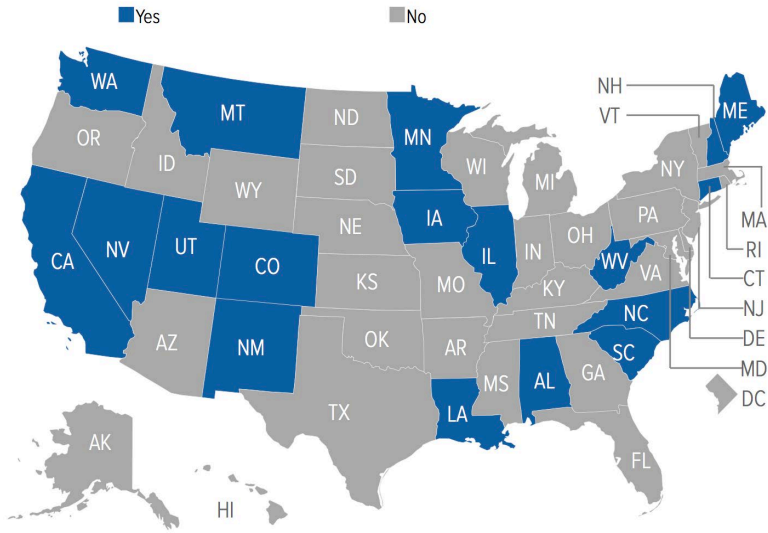 Yes No
WA
MT
ND
MN
OR
ID
WY
SD
WI
MI
NY
NH
VT
ME
NE
IA
IL
IN
OH
PA
MA
RI
CT
NJ
DE
MD
DC
CA
NV
UT
CO
KS
MO
KY
WV
VA
AZ
NM
OK
AR
TN
NC
SC
TX
LA
MS
AL
GA
FL
AK
HI